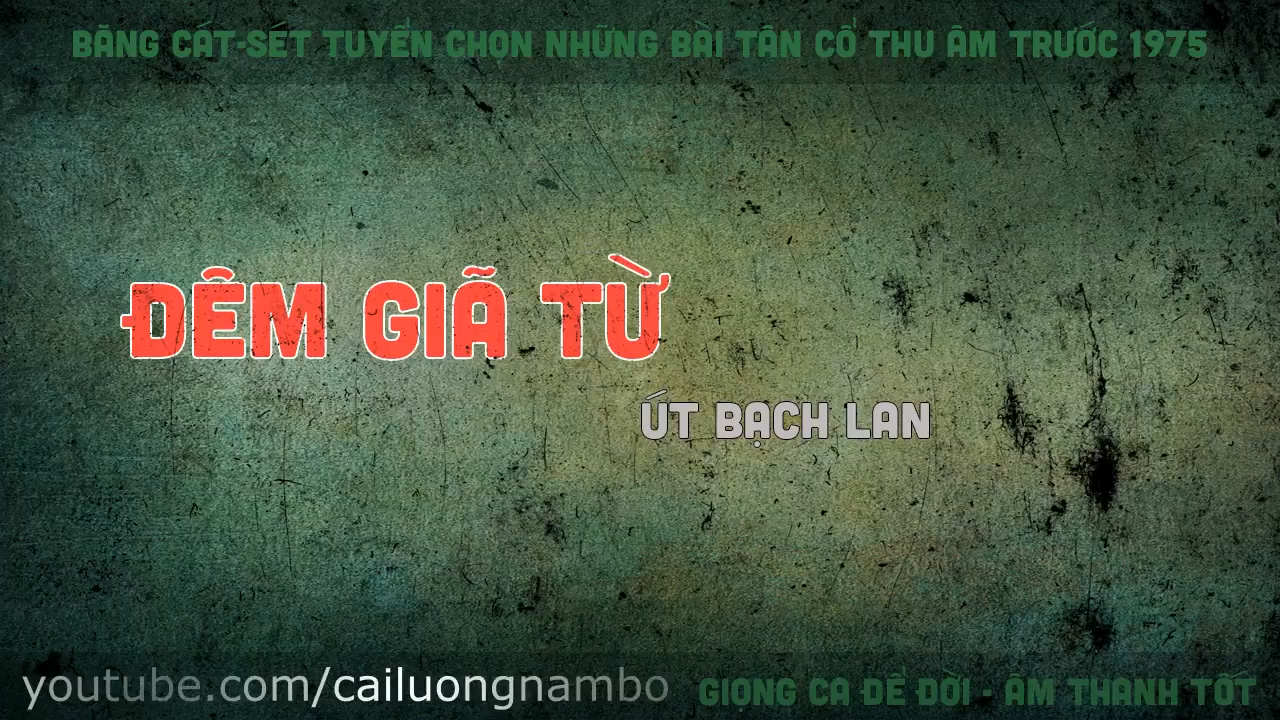 BĂNG CÁT-SÉT TUYỂN CHỌN NHỮNG BÀI TÂN CỔ THU ÂM TRƯỚC 1975
ĐÊM GIÃ TỪ
ÚT BẠCH LAN
youtube.com/cailuongnambo
GIỌNG CA ĐỂ ĐỜI - ÂM THANH TỐT